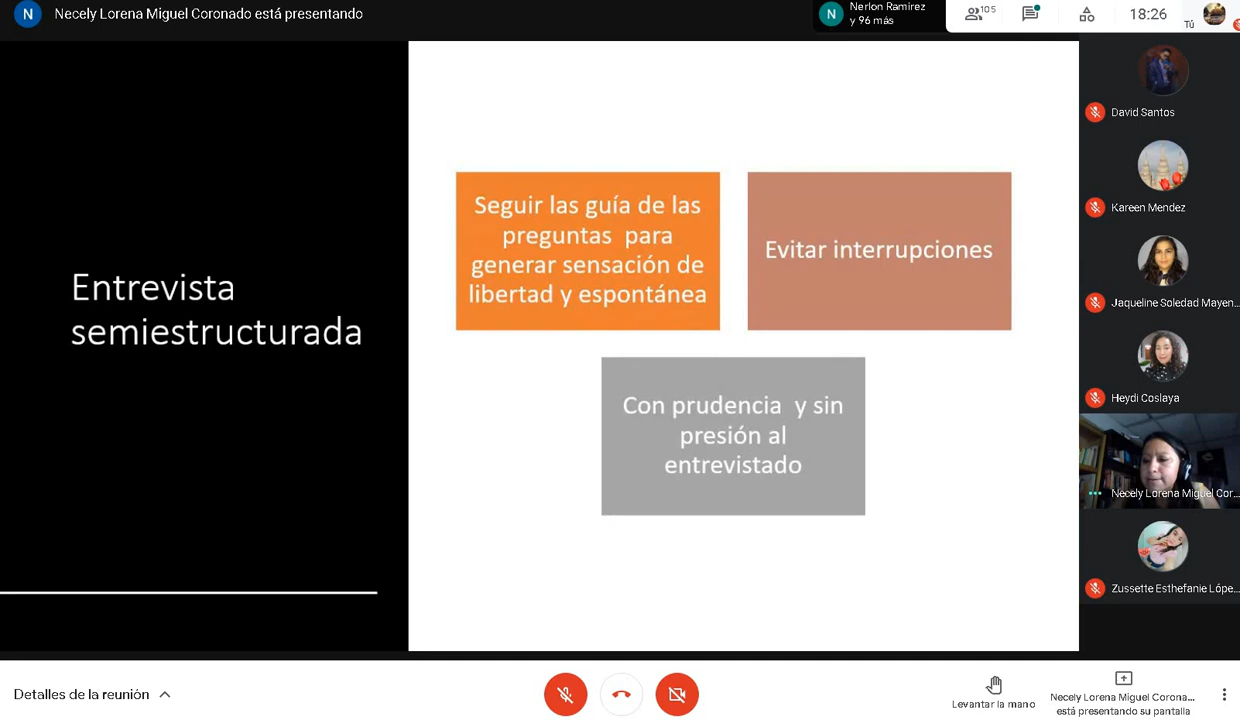 N Necely Lorena Miguel Coronado está presentando
N Nerlon Ramirez
y 96 más
105
18:26
Tú
Entrevista
semiestructurada
Seguir las guía de las
preguntas para
generar sensación de
libertad y espontánea
Evitar interrupciones
Con prudencia y sin
presión al
entrevistado
David Santos
Kareen Mendez
Jaqueline Soledad Mayen...
Heydi Coslaya
Necely Lorena Miguel Cor...
Zussette Esthefanie Lópe...
Detalles de la reunión
Levantar la mano
Necely Lorena Miguel Corona...
está presentando su pantalla